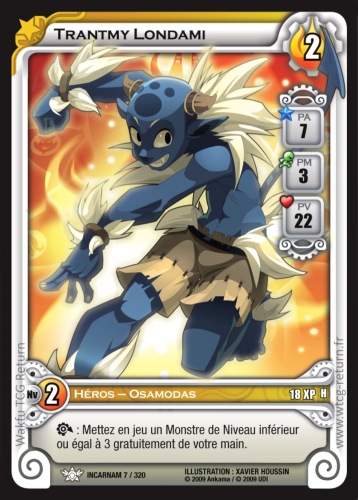 Trantmy Londami
2
PA
7
PM
3
PV
22
Wakfu TCG Return
www.wtcg-return.fr
Nv 2 Héros – Osamodas 18 XP H
: Mettez en jeu un Monstre de Niveau inférieur
ou égal à 3 gratuitement de votre main.
INCARNAM 7 / 320
ILLUSTRATION : XAVIER HOUSSIN
© 2009 Ankama / © 2009 UDI